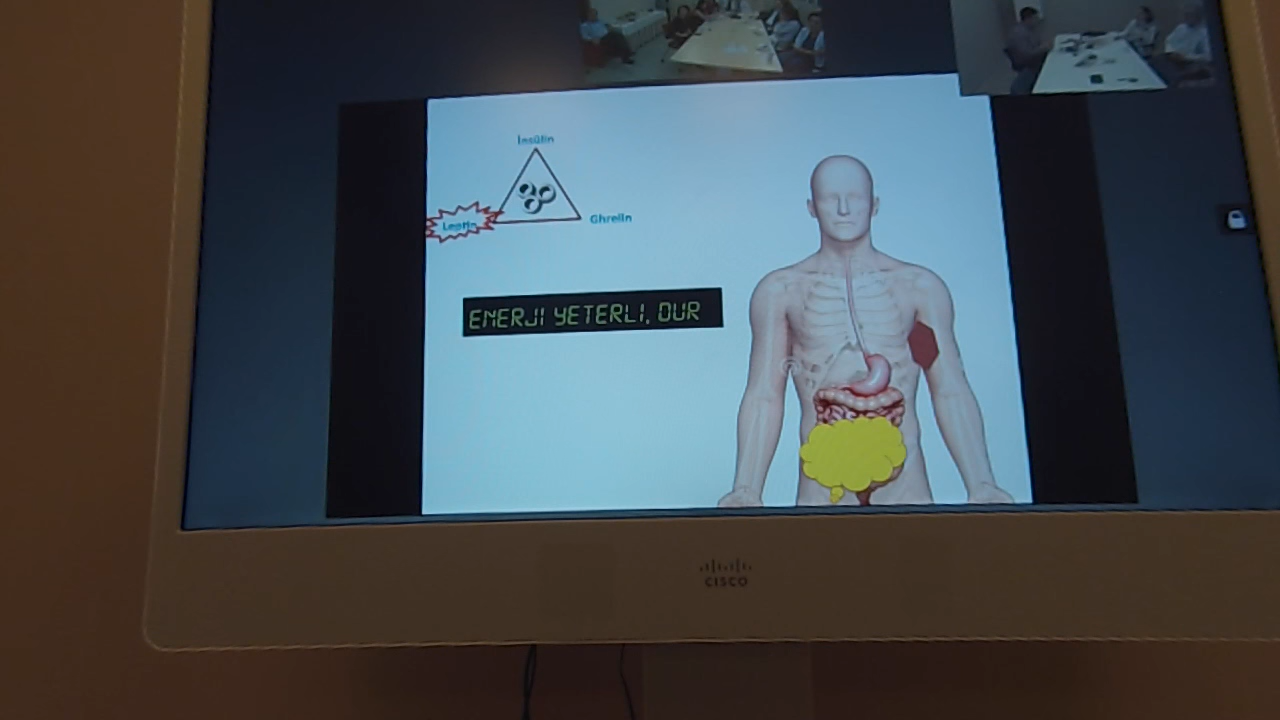 İnsülin
Leptin
Ghrelin
ENERJI YETERLI, DUR
CISCO